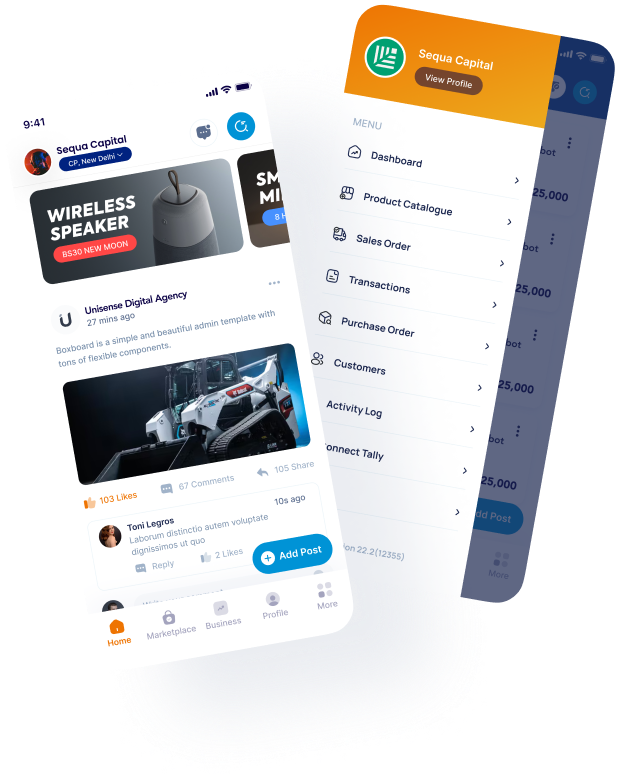 9:41
Sequa Capital
CP, New Delhi
WIRELESS
SPEAKER
BS30 NEW MOON
SM
MI
8 H
Unisense Digital Agency
27 mins ago
Boxboard is a simple and beautiful admin template with
tons of flexible components.
103 Likes
67 Comments
105 Share
Toni Legros
10s ago
Laborum distinctio autem voluptate
dignissimos ut quo
Reply
2 Likes
Add Post
Home
Marketplace
Business
Profile
More
Sequa Capital
View Profile
MENU
Dashboard
Product Catalogue
Sales Order
Transactions
Purchase Order
Customers
Activity Log
onnect Tally
ion 22.2(12355)
bot
25,000
bot
25,000
bot
25,000
bot
25,000
dd Post
More